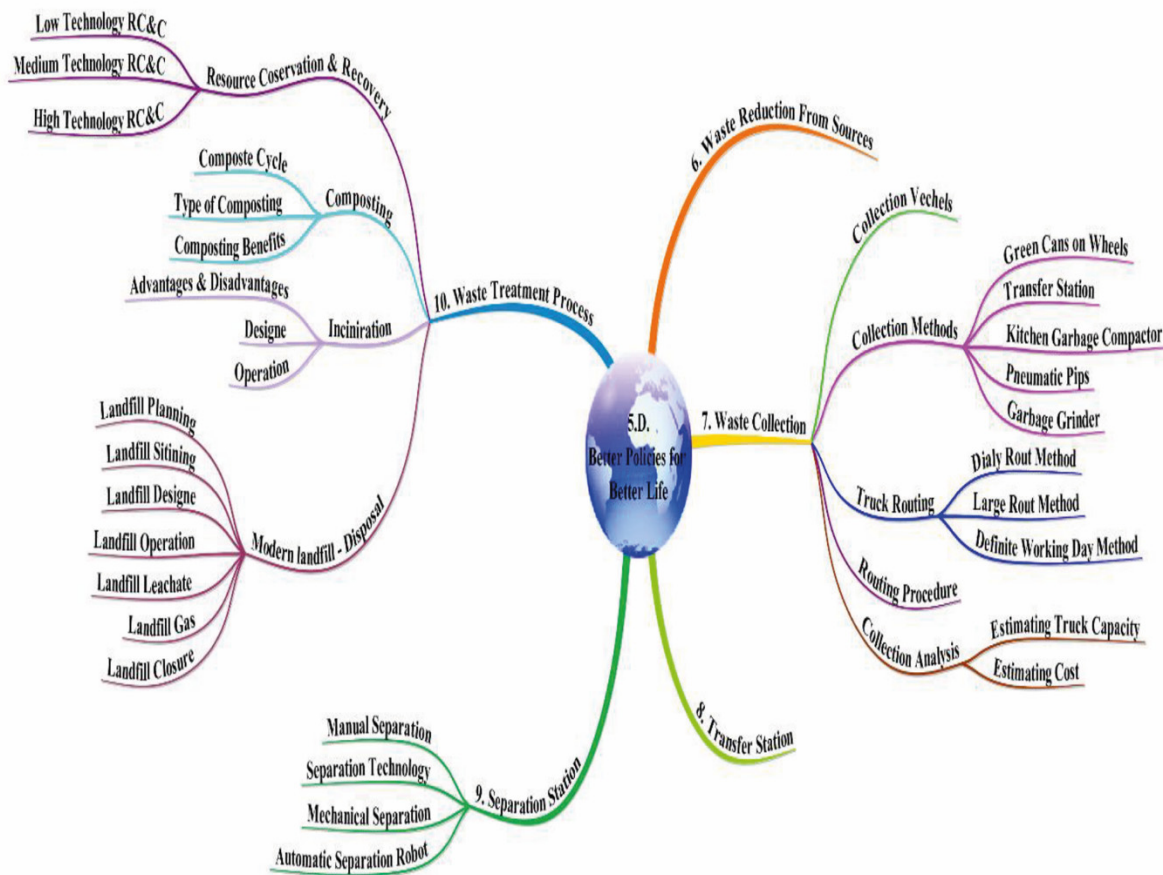 5.D.
Better Policies for
Better Life
6. Waste Reduction From Sources
7. Waste Collection
Collection Vechels
Collection Methods
Green Cans on Wheels
Transfer Station
Kitchen Garbage Compactor
Pneumatic Pips
Garbage Grinder
Truck Routing
Dialy Rout Method
Large Rout Method
Definite Working Day Method
Routing Procedure
Collection Analysis
Estimating Truck Capacity
Estimating Cost
8. Transfer Station
9. Separation Station
Manual Separation
Separation Technology
Mechanical Separation
Automatic Separation Robot
10. Waste Treatment Process
Resource Coservation & Recovery
Low Technology RC&C
Medium Technology RC&C
High Technology RC&C
Composting
Composte Cycle
Type of Composting
Composting Benefits
Inciniration
Advantages & Disadvantages
Designe
Operation
Modern landfill - Disposal
Landfill Planning
Landfill Sitining
Landfill Designe
Landfill Operation
Landfill Leachate
Landfill Gas
Landfill Closure